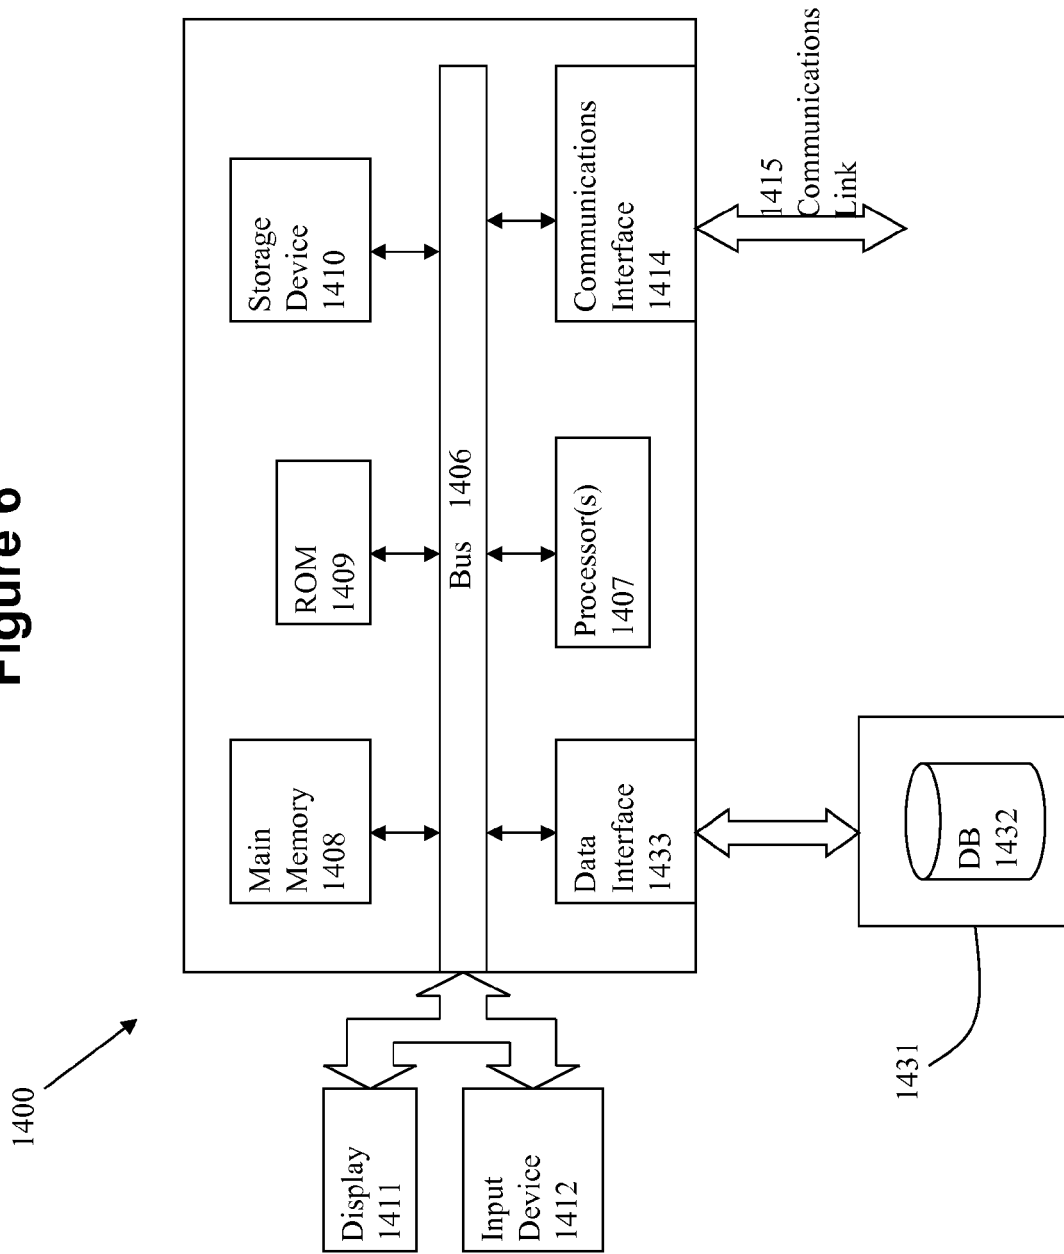 Figure 6
1400
Main
Memory
1408
ROM
1409
Storage
Device
1410
Display
1411
Bus 1406
Input
Device
1412
Data
Interface
1433
Processor(s)
1407
Communications
Interface
1414
1415
Communications
Link
1431
DB
1432